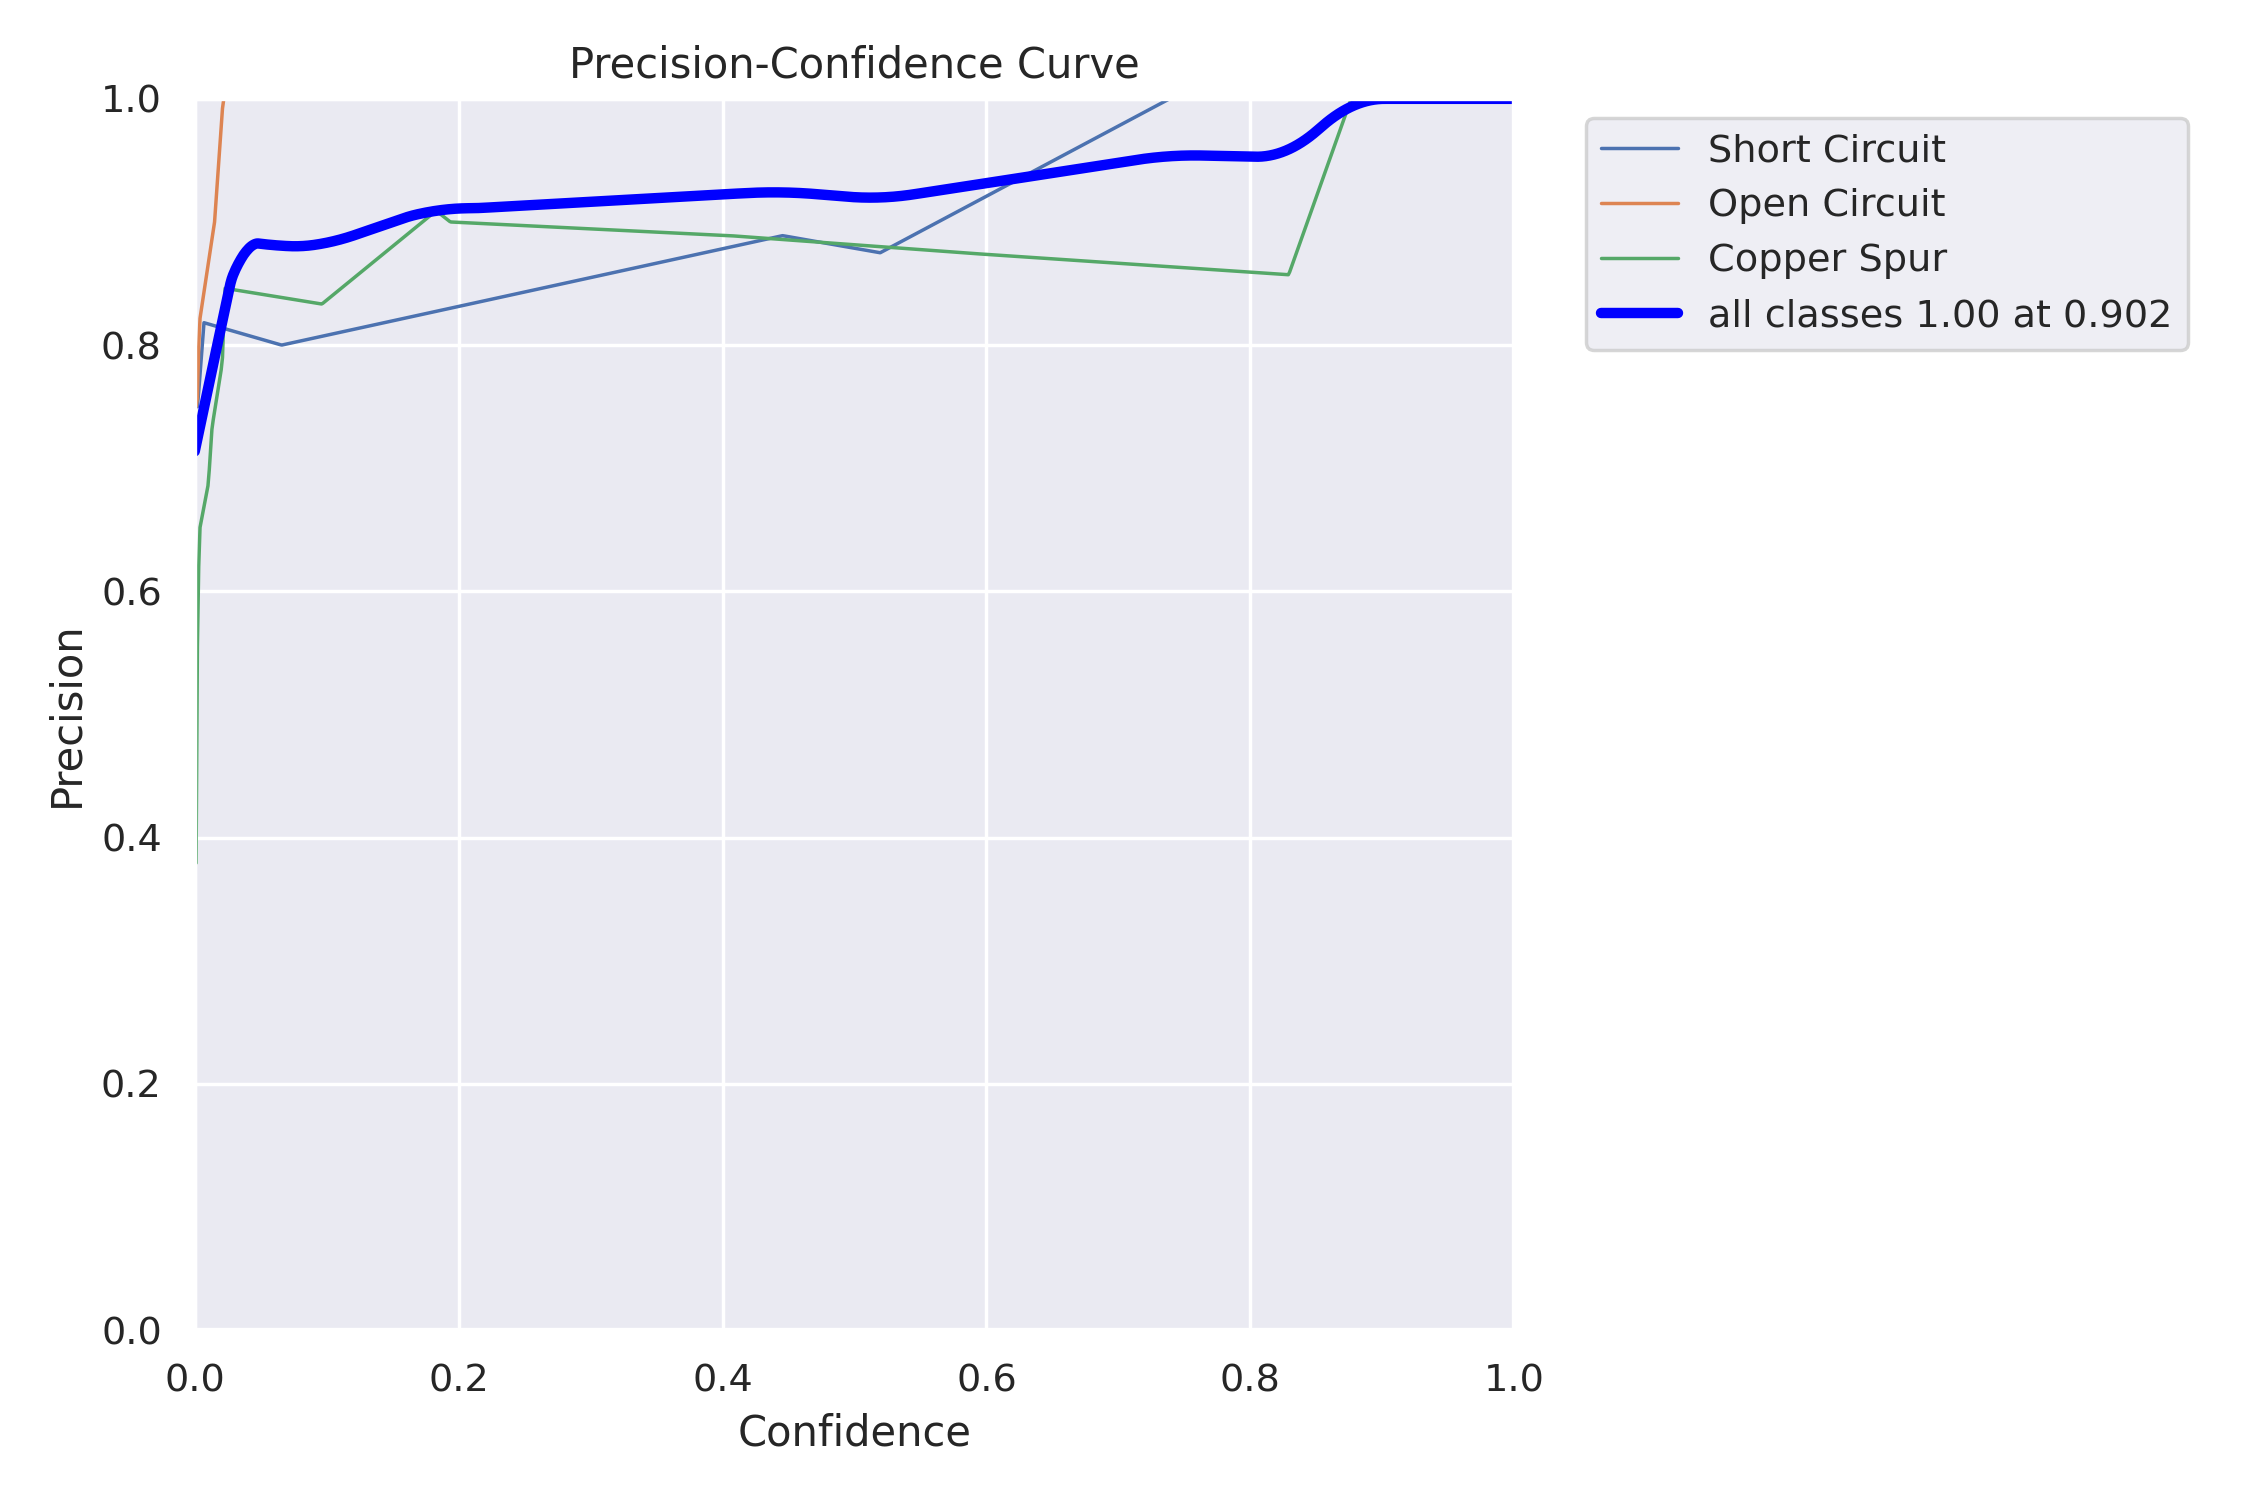 Precision-Confidence Curve
1.0
0.8
0.6
0.4
0.2
0.0
Precision
0.0 0.2 0.4 0.6 0.8 1.0
Confidence
Short Circuit
Open Circuit
Copper Spur
all classes 1.00 at 0.902